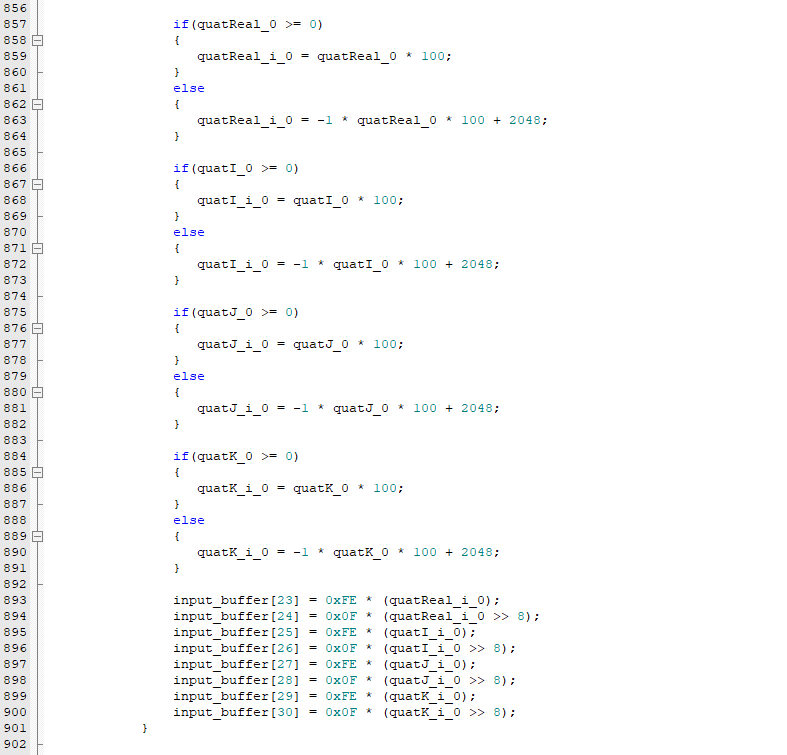 856
857 if(quatReal_0 >= 0)
858 {
859 quatReal_i_0 = quatReal_0 * 100;
860 }
861 else
862 {
863 quatReal_i_0 = -1 * quatReal_0 * 100 + 2048;
864 }
865
866 if(quatI_0 >= 0)
867 {
868 quatI_i_0 = quatI_0 * 100;
869 }
870 else
871 {
872 quatI_i_0 = -1 * quatI_0 * 100 + 2048;
873 }
874
875 if(quatJ_0 >= 0)
876 {
877 quatJ_i_0 = quatJ_0 * 100;
878 }
879 else
880 {
881 quatJ_i_0 = -1 * quatJ_0 * 100 + 2048;
882 }
883
884 if(quatK_0 >= 0)
885 {
886 quatK_i_0 = quatK_0 * 100;
887 }
888 else
889 {
890 quatK_i_0 = -1 * quatK_0 * 100 + 2048;
891 }
892
893 input_buffer[23] = 0xFE * (quatReal_i_0);
894 input_buffer[24] = 0x0F * (quatReal_i_0 >> 8);
895 input_buffer[25] = 0xFE * (quatI_i_0);
896 input_buffer[26] = 0x0F * (quatI_i_0 >> 8);
897 input_buffer[27] = 0xFE * (quatJ_i_0);
898 input_buffer[28] = 0x0F * (quatJ_i_0 >> 8);
899 input_buffer[29] = 0xFE * (quatK_i_0);
900 input_buffer[30] = 0x0F * (quatK_i_0 >> 8);
901 }
902